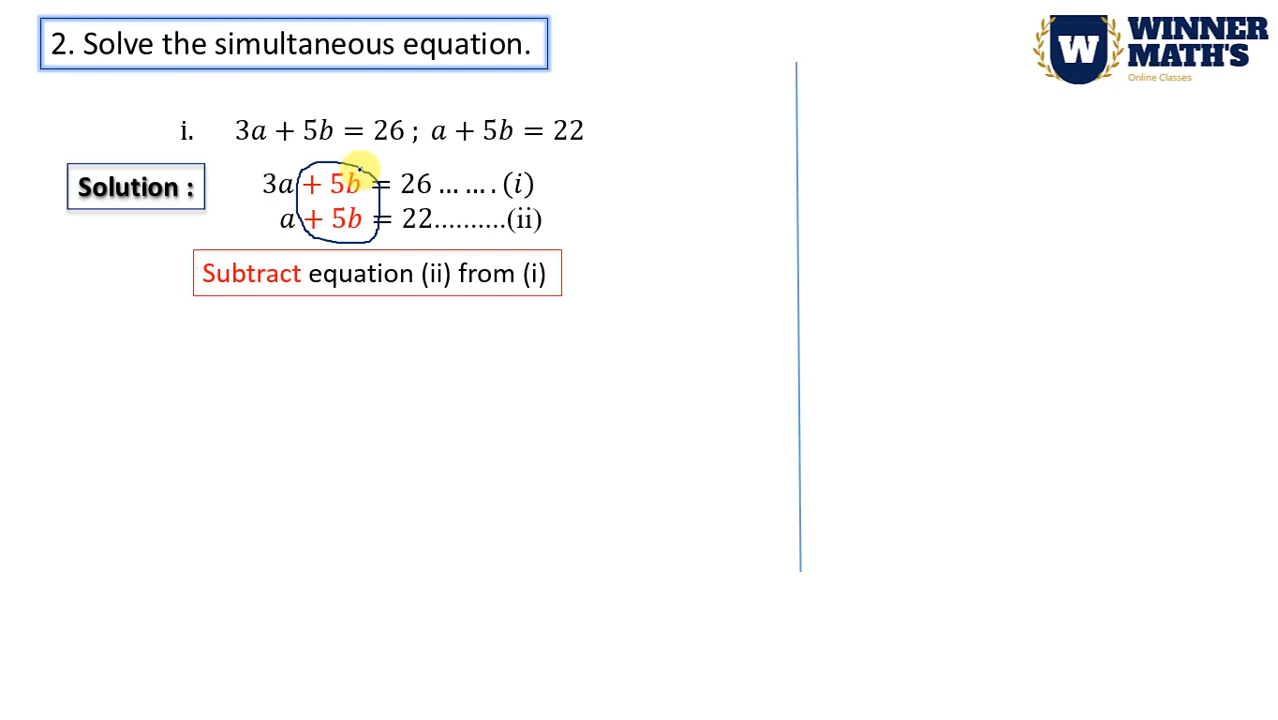 2. Solve the simultaneous equation.
WINNER
MATH'S
Online Classes
W
i. 3a + 5b = 26 ; a + 5b = 22
Solution :
3a + 5b = 26 ... ... . (i)
a + 5b = 22..........(ii)
Subtract equation (ii) from (i)